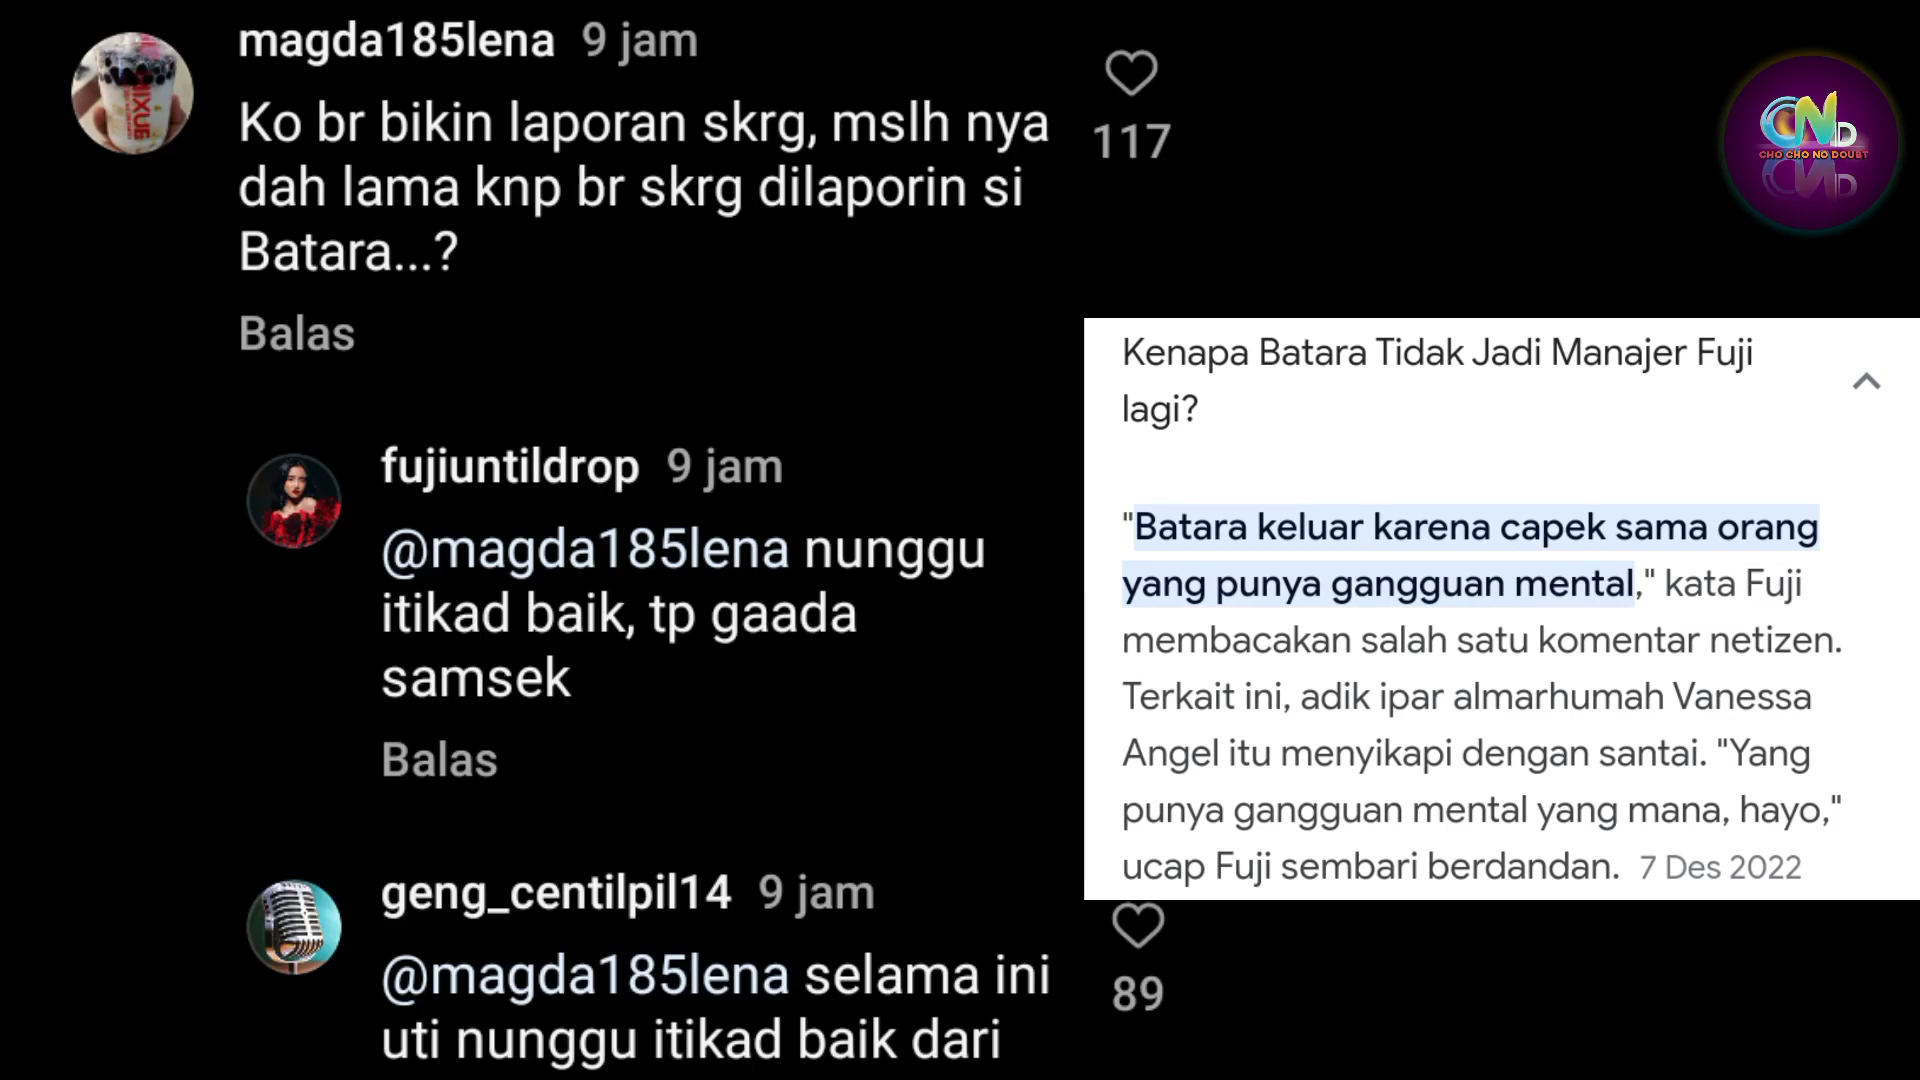 magda185lena 9 jam
Ko br bikin laporan skrg, mslh nya
dah lama knp br skrg dilaporin si
Batara...?
117
Balas
fujiuntildrop 9 jam
@magda185lena nunggu
itikad baik, tp gaada
samsek
Balas
geng_centilpil14 9 jam
@magda185lena selama ini
uti nunggu itikad baik dari
89
CND
CHO CHO NO DOUBT
Kenapa Batara Tidak Jadi Manajer Fuji
lagi?
"Batara keluar karena capek sama orang
yang punya gangguan mental," kata Fuji
membacakan salah satu komentar netizen.
Terkait ini, adik ipar almarhumah Vanessa
Angel itu menyikapi dengan santai. "Yang
punya gangguan mental yang mana, hayo,"
ucap Fuji sembari berdandan. 7 Des 2022
MIXUE